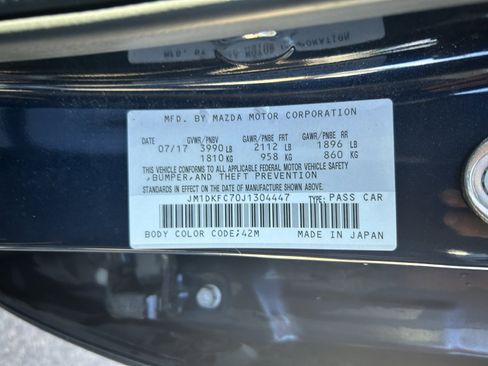 MFD. BY MAZDA MOTOR CORPORATION
DATE GVWR/PNBV GAWR/PNBE FRT GAWR/PNBE RR
07/17 3990 LB 2112 LB 1896 LB
1810 KG 958 KG 860 KG
THIS VEHICLE CONFORMS TO ALL APPLICABLE FEDERAL MOTOR VEHICLE SAFETY
,BUMPER,AND THEFT PREVENTION
STANDARDS IN EFFECT ON THE DATE OF MANUFACTURE SHOWN ABOVE.
JM1DKFC70J1304447 TYPE: PASS CAR
BODY COLOR CODE;42M MADE IN JAPAN